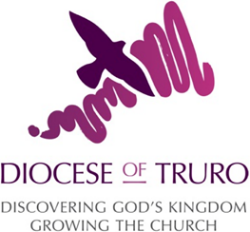 DIOCESE OF TRURO
DISCOVERING GOD'S KINGDOM
GROWING THE CHURCH